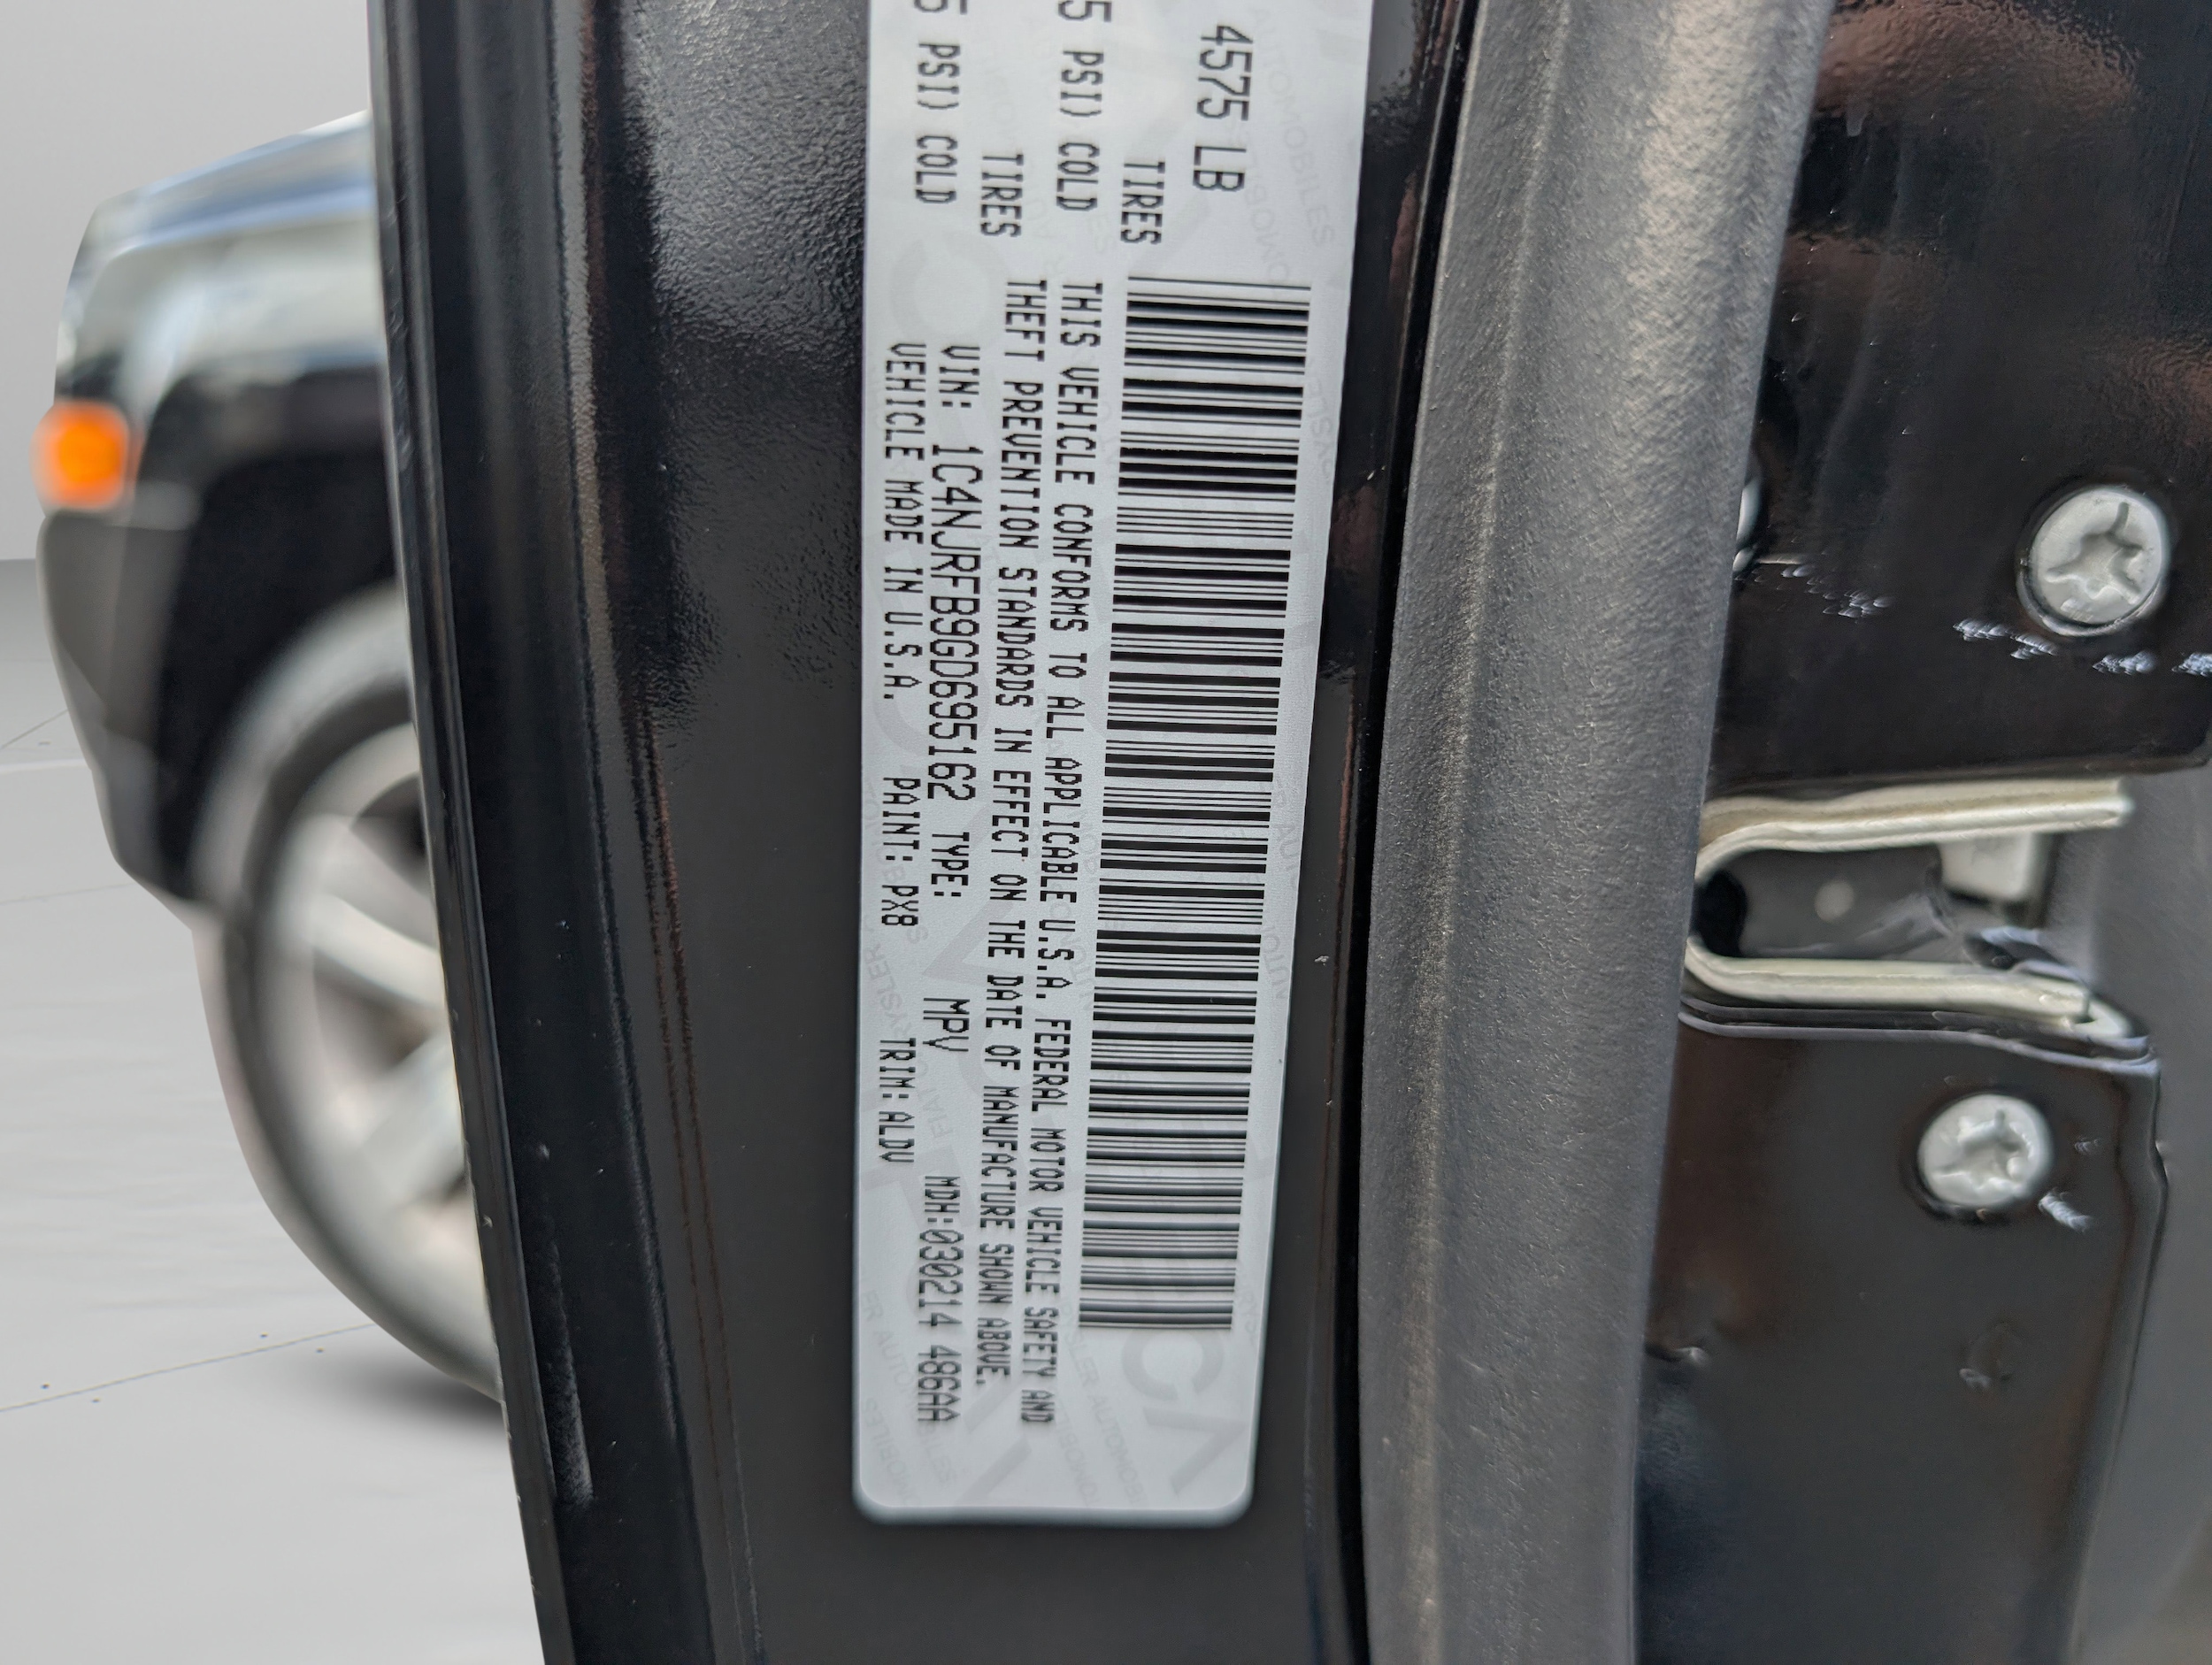 4575 LB
TIRES
5 PSI) COLD
TIRES
5 PSI) COLD
THIS VEHICLE CONFORMS TO ALL APPLICABLE U.S.A. FEDERAL MOTOR VEHICLE SAFETY AND
THEFT PREVENTION STANDARDS IN EFFECT ON THE DATE OF MANUFACTURE SHOWN ABOVE.
VIN: 1C4NJRFB9GD695162 TYPE: MPV MDH:030214 486AA
VEHICLE MADE IN U.S.A. PAINT: PX8 TRIM: ALDV